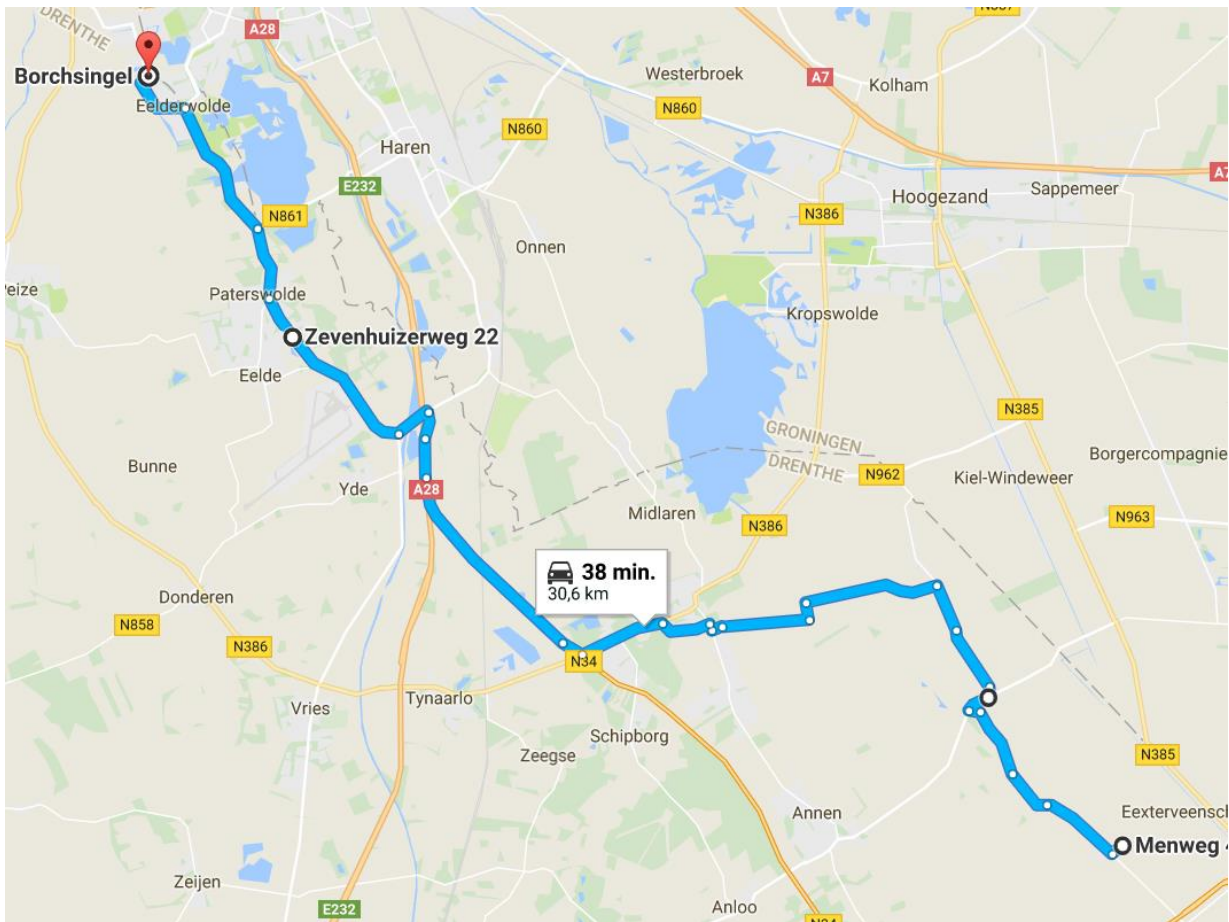 DRENTHE
A28
Borchsingel
Westerbroek
A7
Kolham
N860
Eelderwolde
N860
Haren
A7
E232
Hoogezand
Sappemeer
N861
N386
Onnen
Paterswolde
Kropswolde
Zevenhuizerweg 22
Eelde
N385
GRONINGEN
DRENTHE
Bunne
Borgercompagnie
N962
Kiel-Windeweer
Yde
A28
Midlaren
N386
N963
38 min.
30,6 km
Donderen
N858
N386
N34
Tynaarlo
Vries
Schipborg
Zeegse
N385
Annen
Menweg
Zeijen
Anloo
E232